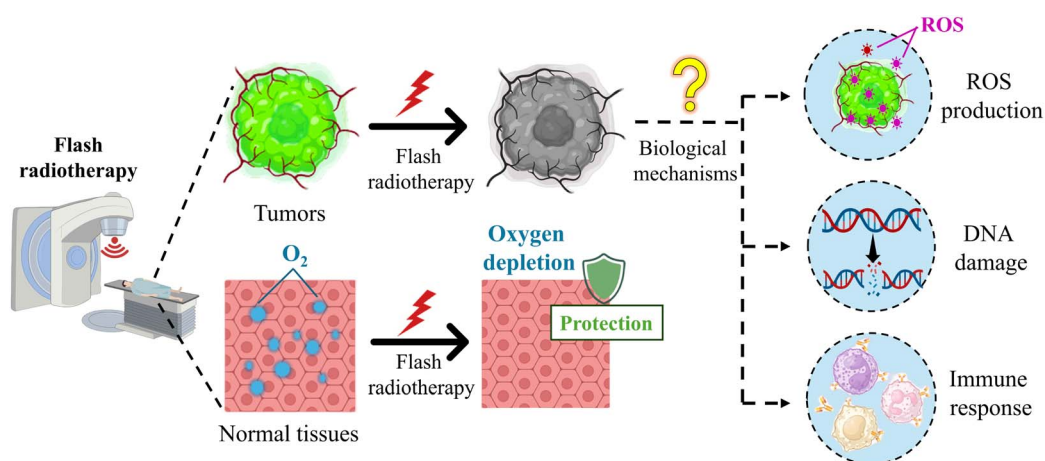 Flash
radiotherapy
Tumors
Flash
radiotherapy
?
Biological
mechanisms
ROS
ROS
production
O₂
Normal tissues
Flash
radiotherapy
Oxygen
depletion
Protection
DNA
damage
Immune
response